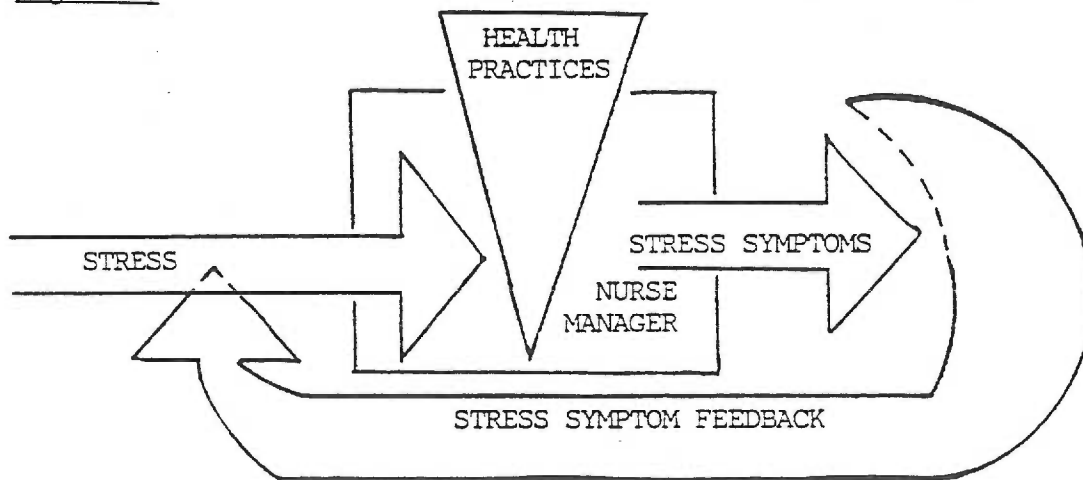 HEALTH
PRACTICES
STRESS
STRESS SYMPTOMS
NURSE
MANAGER
STRESS SYMPTOM FEEDBACK